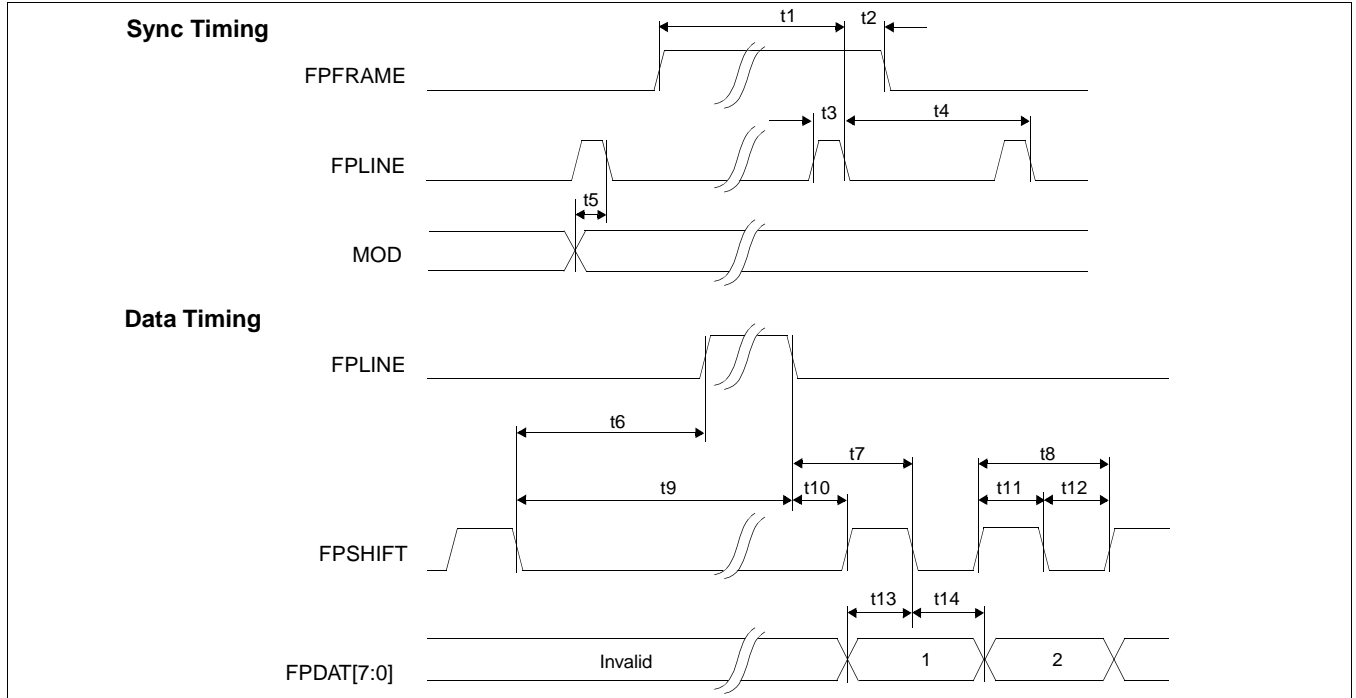 Sync Timing
t1
t2
FPFRAME
t3
t4
FPLINE
t5
MOD
Data Timing
FPLINE
t6
t7
t8
t9
t10
t11
t12
FPSHIFT
t13
t14
FPDAT[7:0]
Invalid
1
2